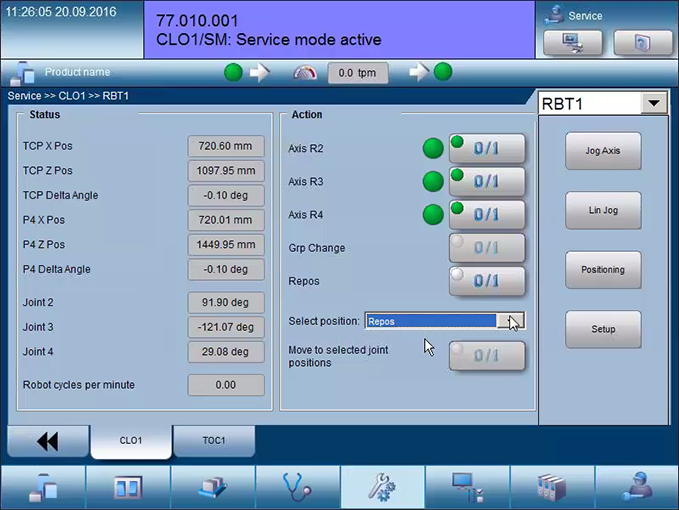 11:26:05 20.09.2016
77.010.001
CLO1/SM: Service mode active
Service
Product name
0.0 tpm
Service >> CLO1 >> RBT1
RBT1
Status
TCP X Pos 720.60 mm
TCP Z Pos 1097.95 mm
TCP Delta Angle -0.10 deg
P4 X Pos 720.01 mm
P4 Z Pos 1449.95 mm
P4 Delta Angle -0.10 deg
Joint 2 91.90 deg
Joint 3 -121.07 deg
Joint 4 29.08 deg
Robot cycles per minute 0.00
Action
Axis R2 0/1
Axis R3 0/1
Axis R4 0/1
Grp Change 0/1
Repos 0/1
Select position: Repos
Move to selected joint
positions 0/1
Jog Axis
Lin Jog
Positioning
Setup
CLO1
TOC1